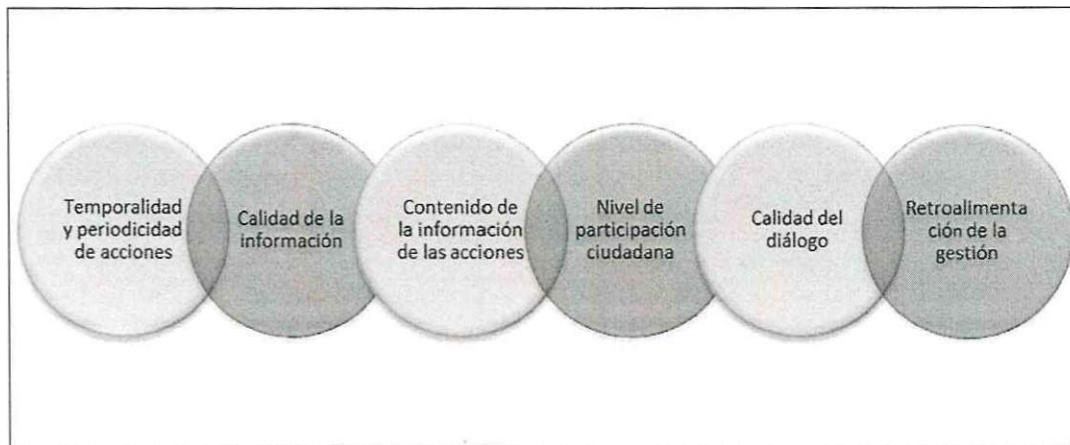 Temporalidad
y periodicidad
de acciones
Calidad de la
información
Contenido de
la información
de las acciones
Nivel de
participación
ciudadana
Calidad del
diálogo
Retroalimenta
ción de la
gestión